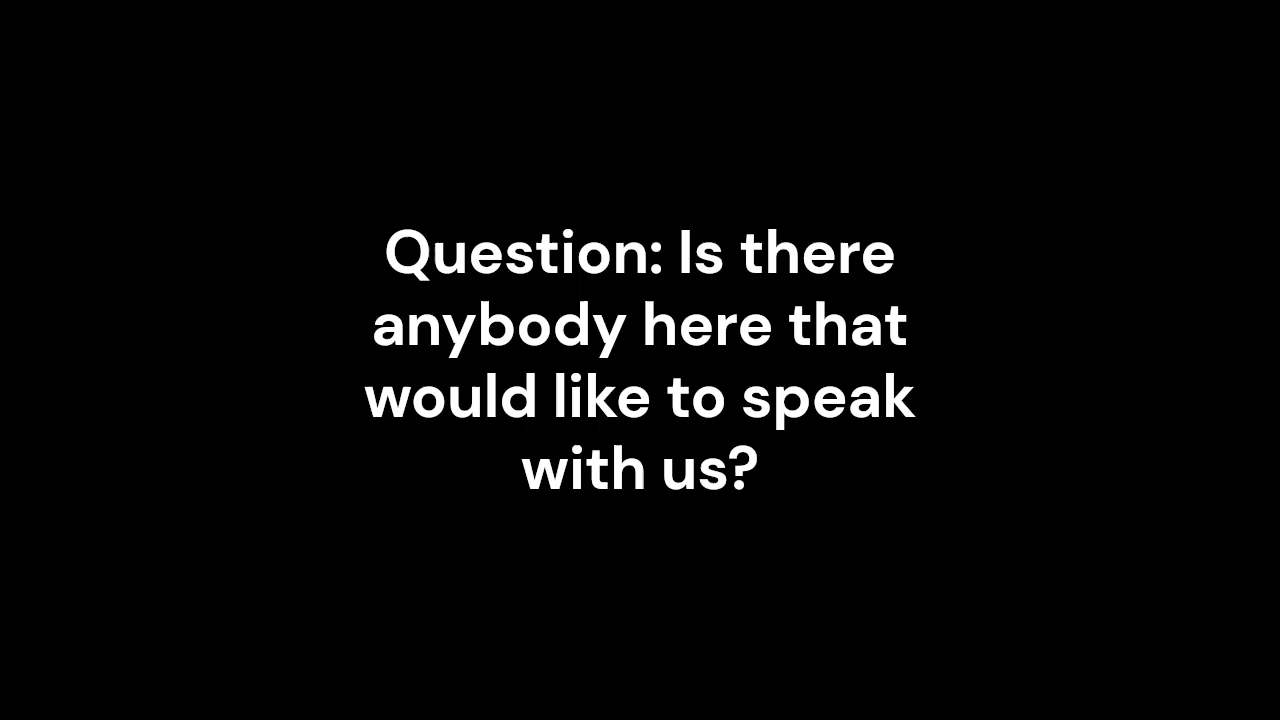 Question: Is there
anybody here that
would like to speak
with us?